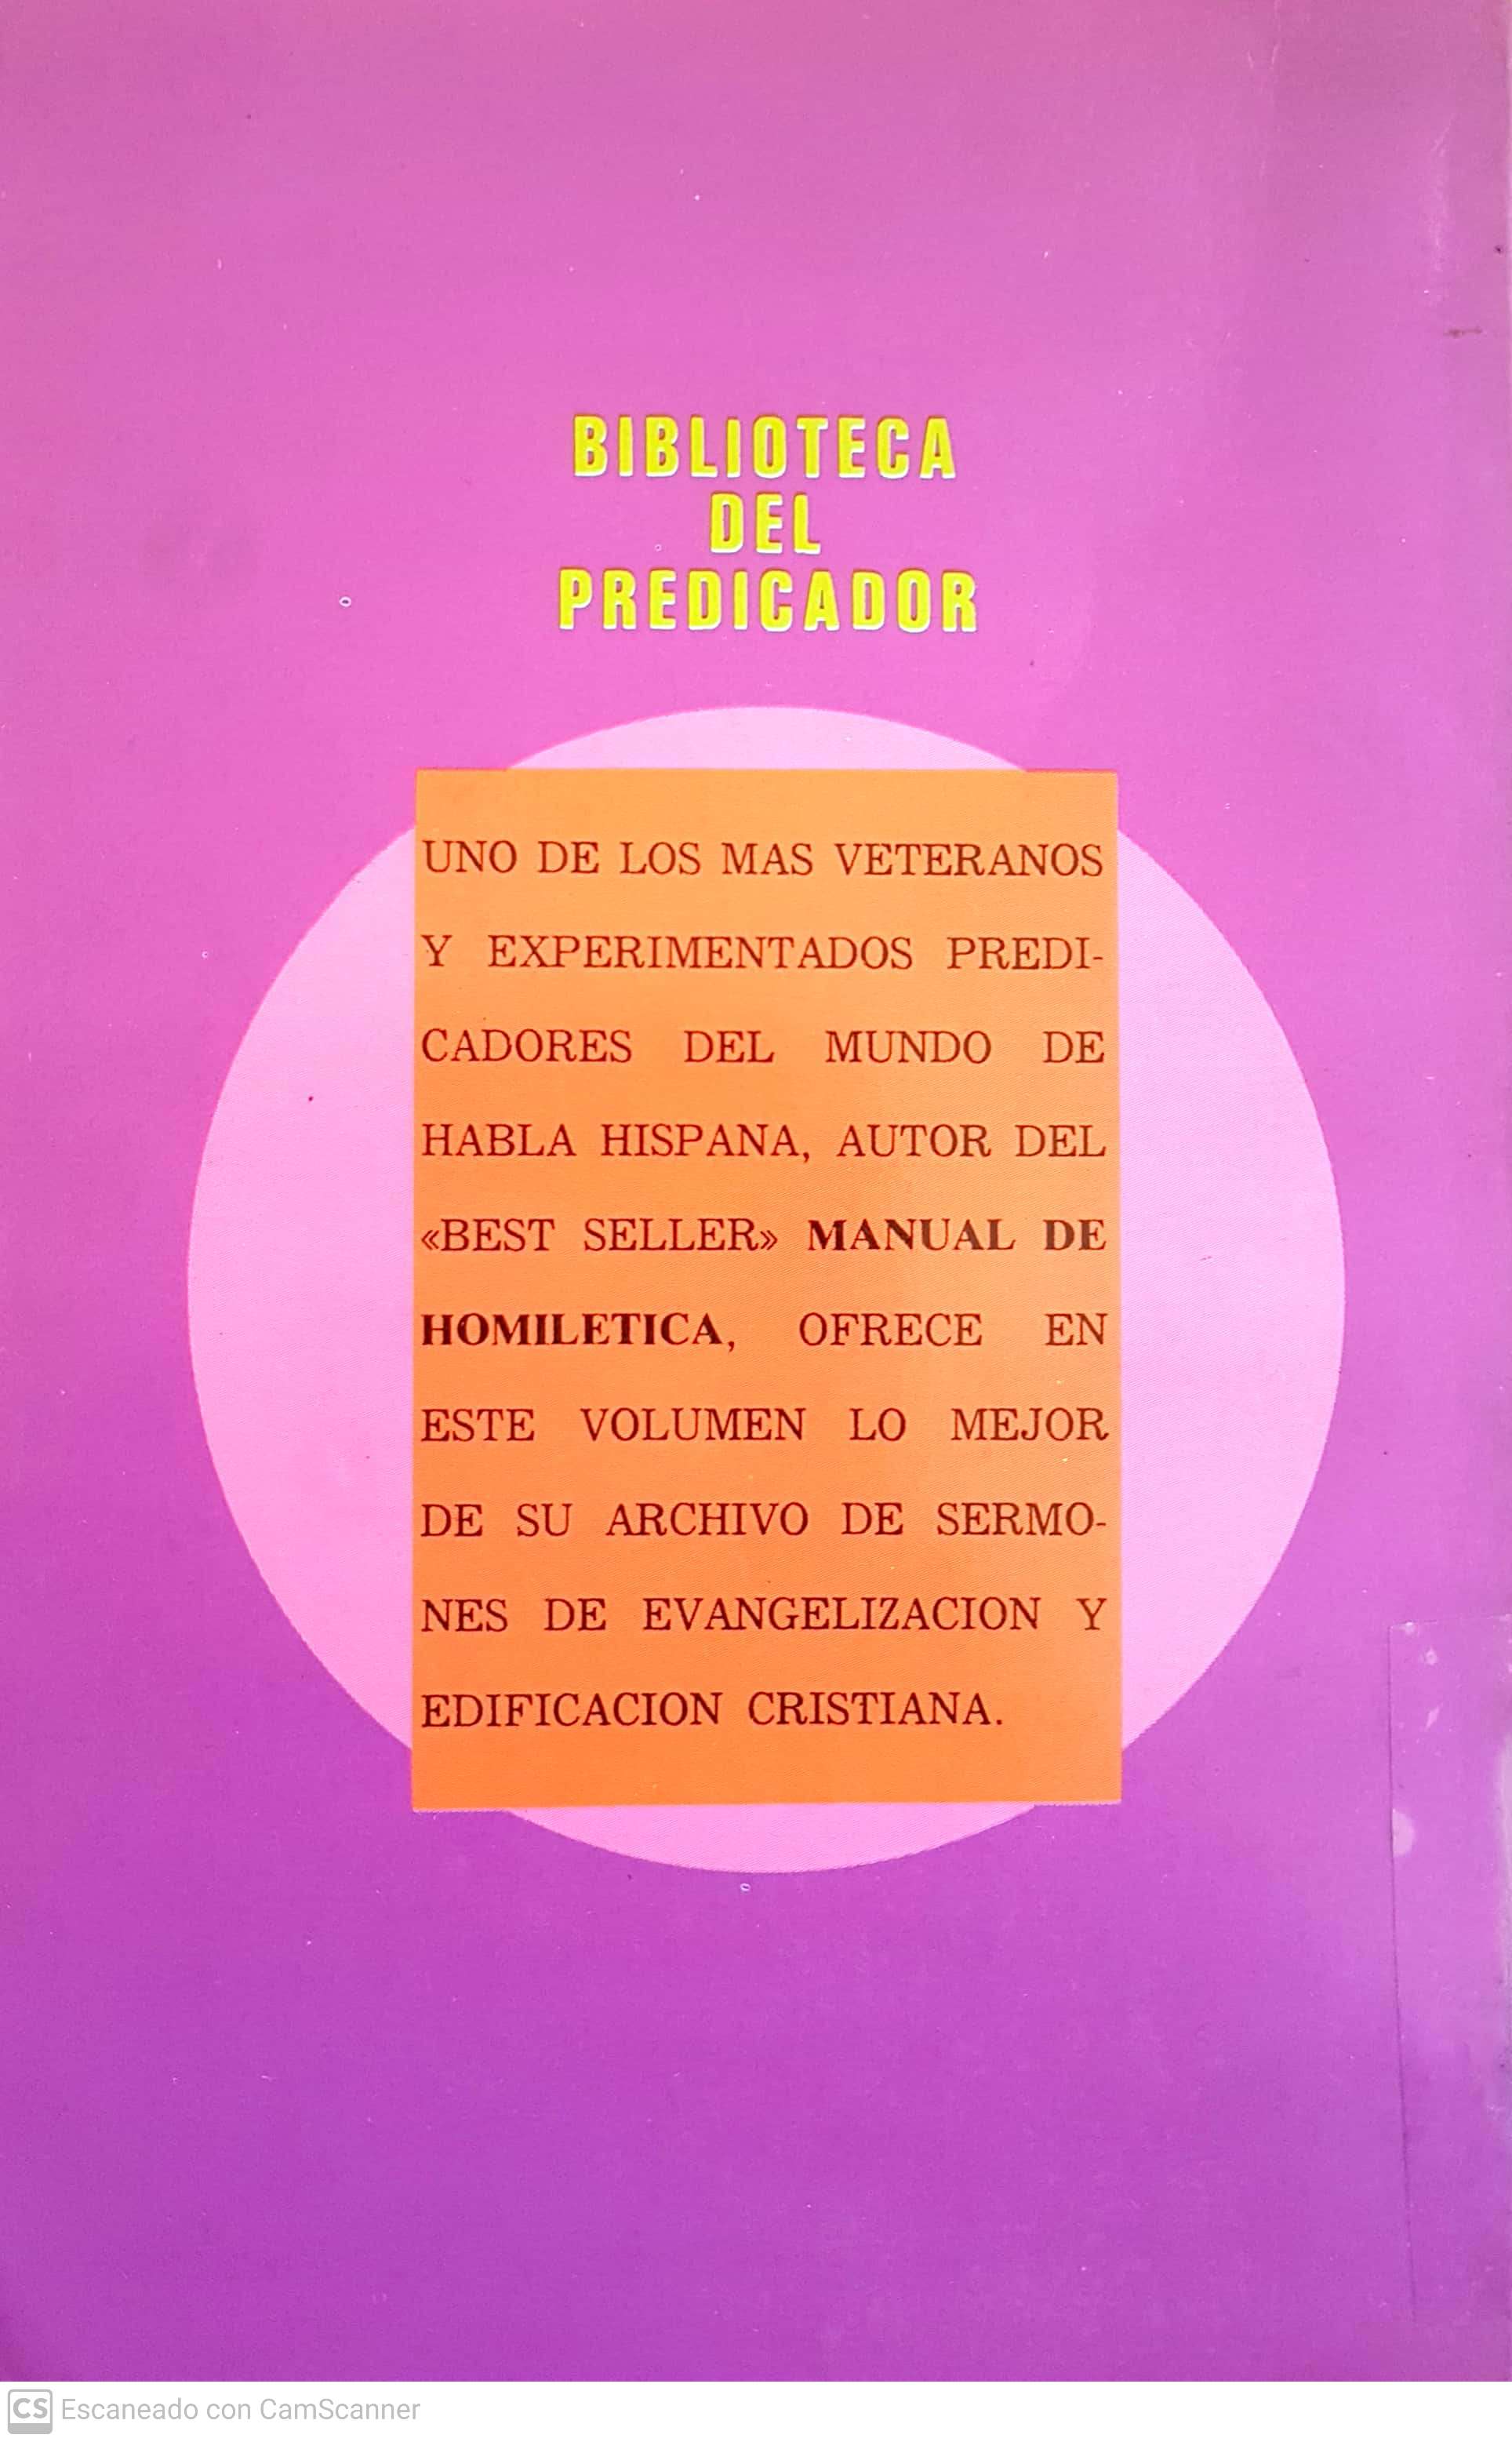 BIBLIOTECA
DEL
PREDICADOR
UNO DE LOS MAS VETERANOS
Y EXPERIMENTADOS PREDI-
CADORES DEL MUNDO DE
HABLA HISPANA, AUTOR DEL
«BEST SELLER» MANUAL DE
HOMILETICA, OFRECE EN
ESTE VOLUMEN LO MEJOR
DE SU ARCHIVO DE SERMO-
NES DE EVANGELIZACION Y
EDIFICACION CRISTIANA.
CS Escaneado con CamScanner